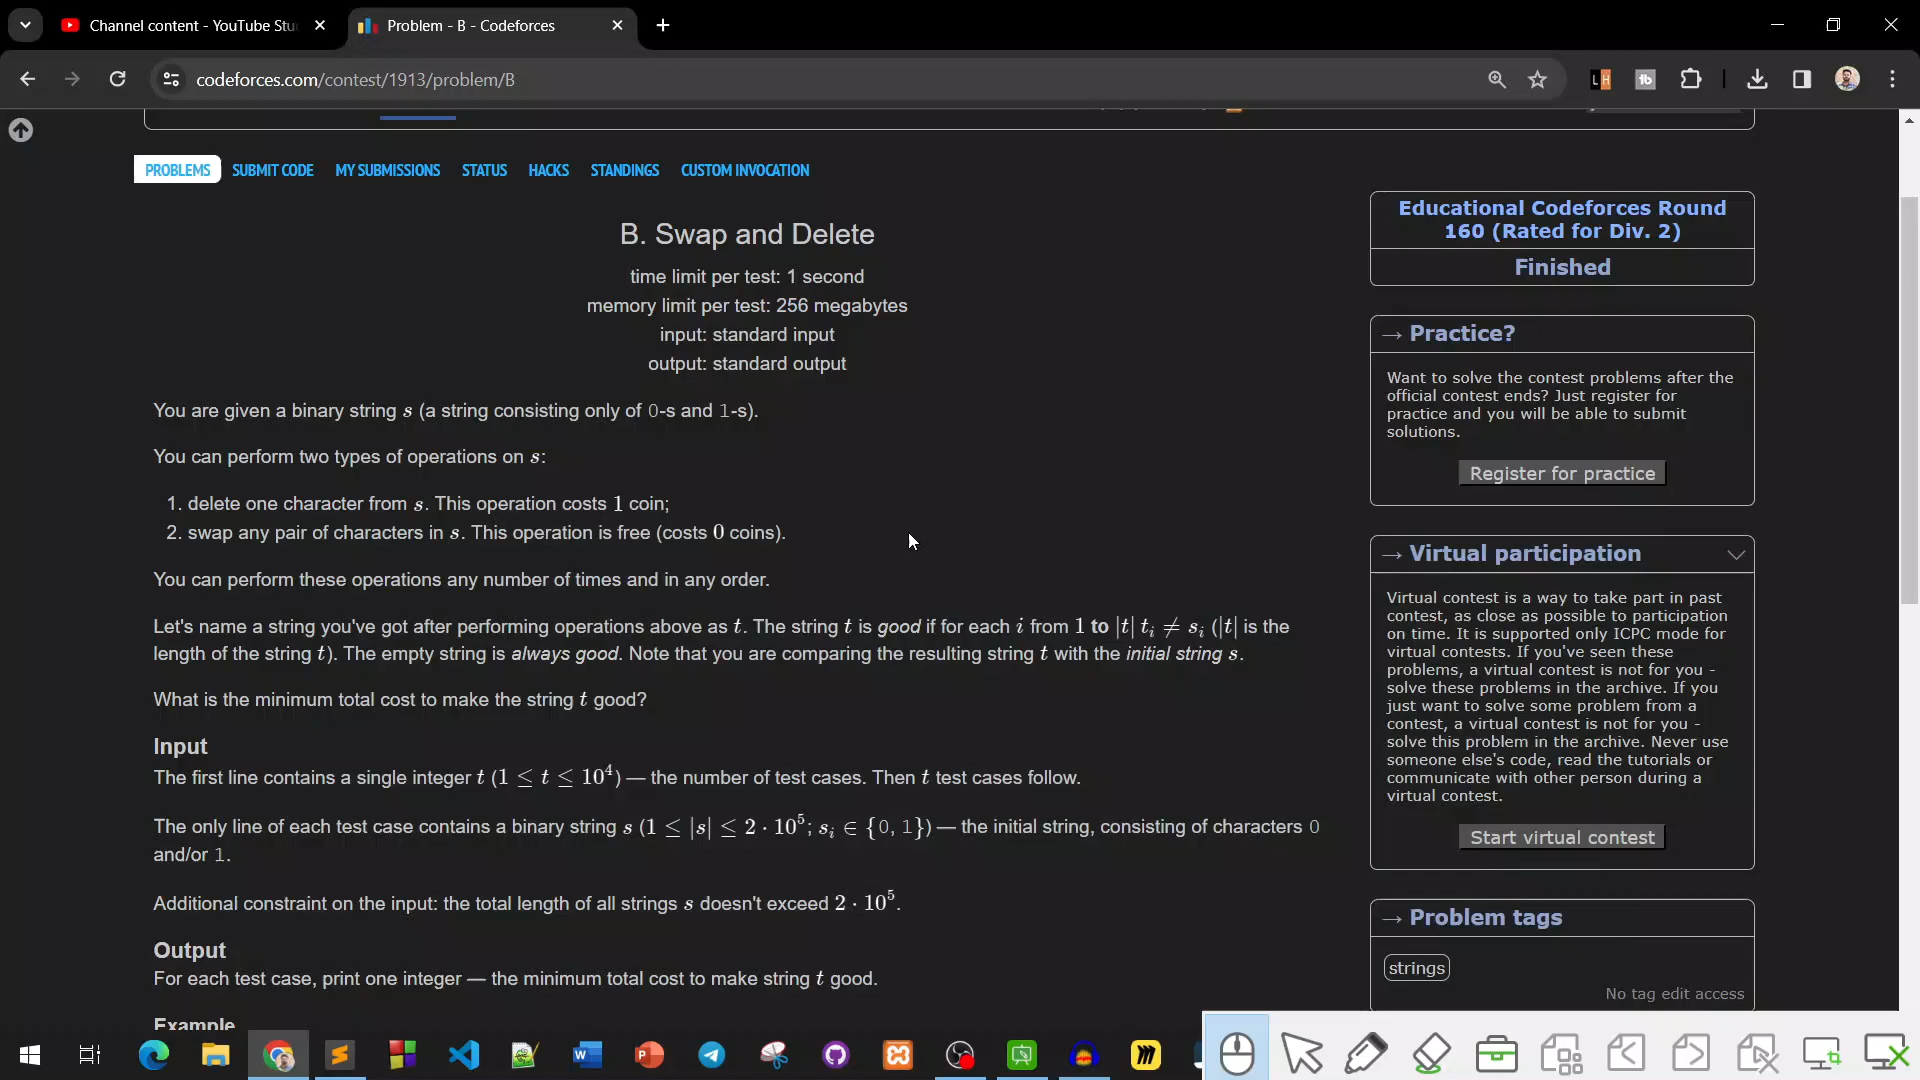 Channel content - YouTube Stu
Problem - B - Codeforces
codeforces.com/contest/1913/problem/B
PROBLEMS SUBMIT CODE MY SUBMISSIONS STATUS HACKS STANDINGS CUSTOM INVOCATION
B. Swap and Delete
time limit per test: 1 second
memory limit per test: 256 megabytes
input: standard input
output: standard output
You are given a binary string s (a string consisting only of 0-s and 1-s).
You can perform two types of operations on s:
1. delete one character from s. This operation costs 1 coin;
2. swap any pair of characters in s. This operation is free (costs 0 coins).
You can perform these operations any number of times and in any order.
Let's name a string you've got after performing operations above as t. The string t is good if for each i from 1 to |t| tᵢ ≠ sᵢ (|t| is the
length of the string t). The empty string is always good. Note that you are comparing the resulting string t with the initial string s.
What is the minimum total cost to make the string t good?
Input
The first line contains a single integer t (1 ≤ t ≤ 10⁴) — the number of test cases. Then t test cases follow.
The only line of each test case contains a binary string s (1 ≤ |s| ≤ 2 · 10⁵; sᵢ ∈ {0, 1}) — the initial string, consisting of characters 0
and/or 1.
Additional constraint on the input: the total length of all strings s doesn't exceed 2 · 10⁵.
Output
For each test case, print one integer — the minimum total cost to make string t good.
Example
Educational Codeforces Round
160 (Rated for Div. 2)
Finished
→ Practice?
Want to solve the contest problems after the
official contest ends? Just register for
practice and you will be able to submit
solutions.
Register for practice
→ Virtual participation
Virtual contest is a way to take part in past
contest, as close as possible to participation
on time. It is supported only ICPC mode for
virtual contests. If you've seen these
problems, a virtual contest is not for you -
solve these problems in the archive. If you
just want to solve some problem from a
contest, a virtual contest is not for you -
solve this problem in the archive. Never use
someone else's code, read the tutorials or
communicate with other person during a
virtual contest.
Start virtual contest
→ Problem tags
strings
No tag edit access